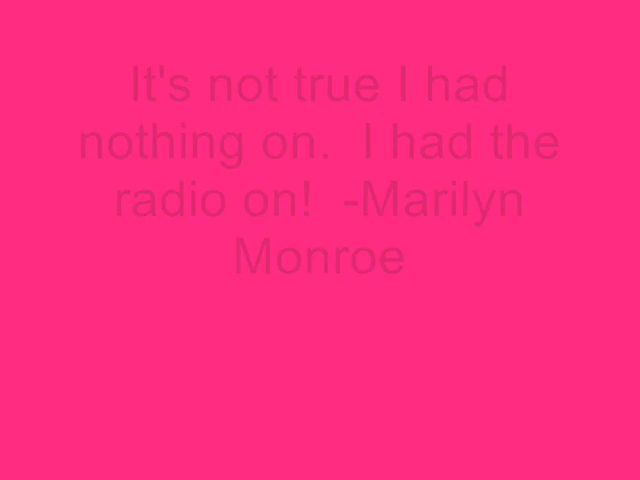 It's not true I had
nothing on.  I had the
radio on!  -Marilyn
Monroe